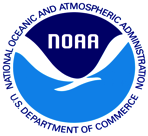 NATIONAL OCEANIC AND ATMOSPHERIC ADMINISTRATION
NOAA
U.S. DEPARTMENT OF COMMERCE